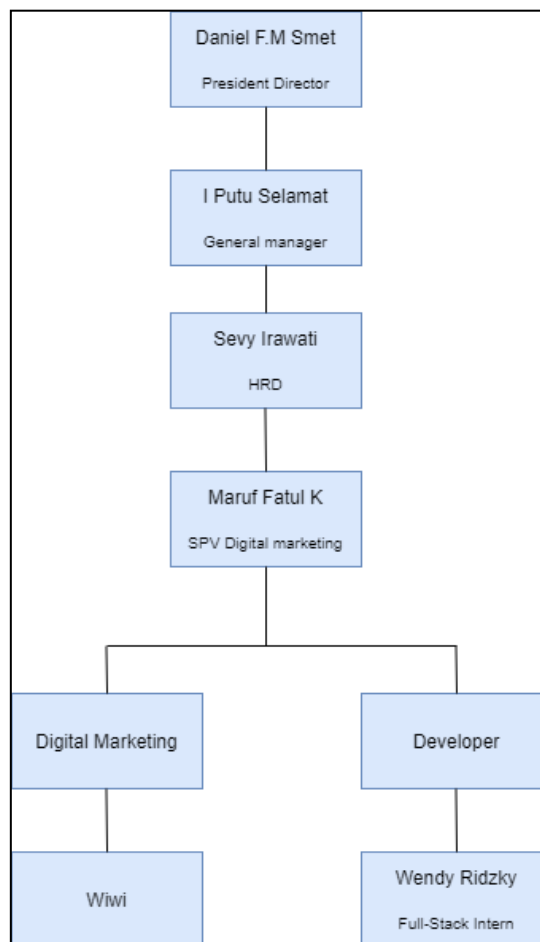 Daniel F.M Smet
President Director
I Putu Selamat
General manager
Sevy Irawati
HRD
Maruf Fatul K
SPV Digital marketing
Digital Marketing
Developer
Wiwi
Wendy Ridzky
Full-Stack Intern